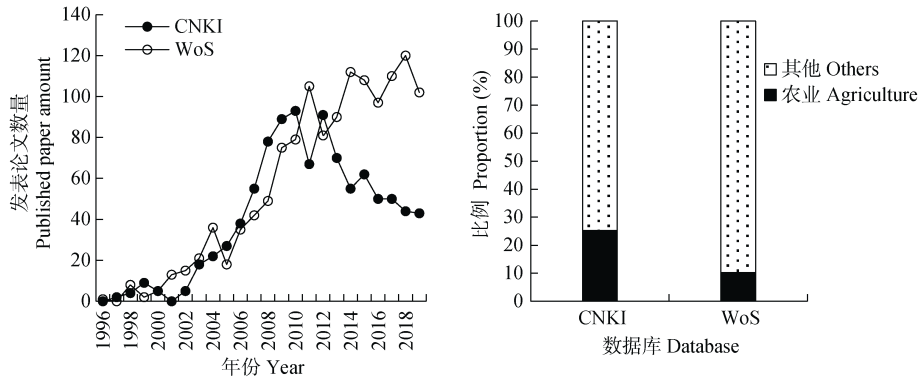 140
120
100
80
60
40
20
0
发表论文数量
Published paper amount
CNKI
WoS
1996
1998
2000
2002
2004
2006
2008
2010
2012
2014
2016
2018
年份 Year
100
90
80
70
60
50
40
30
20
10
0
比例 Proportion (%)
其他 Others
农业 Agriculture
CNKI
WoS
数据库 Database